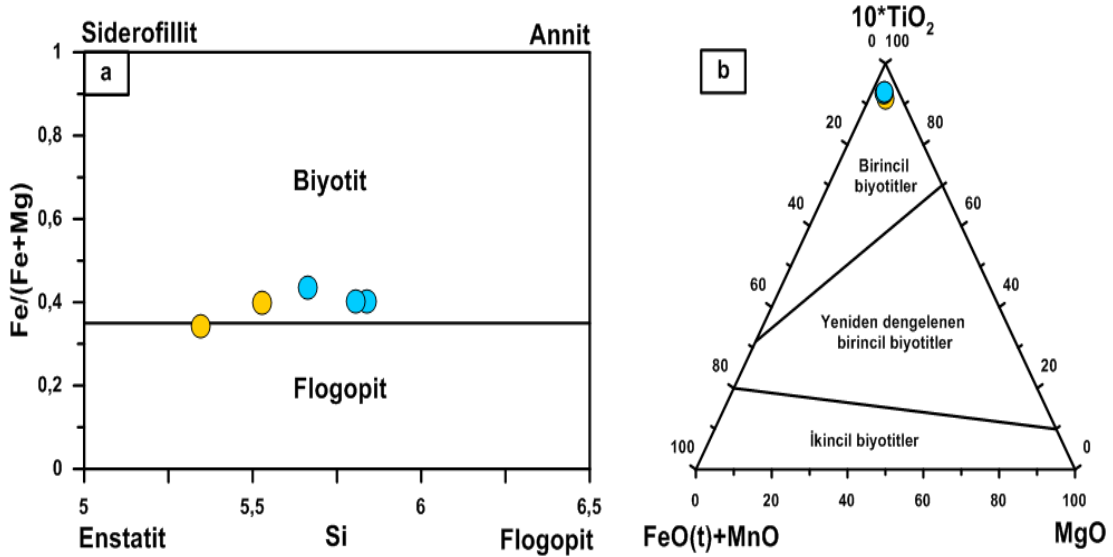 Siderofillit Annit
a
1
0,8
0,6
0,4
0,2
0
Fe/(Fe+Mg)
Biyotit
Flogopit
5 5,5 6 6,5
Enstatit Si Flogopit
b
10*TiO2
0 100
20 80
40 60
60 40
80 20
100 0
Birincil
biyotitler
Yeniden dengelenen
birincil biyotitler
İkincil biyotitler
0 20 40 60 80 100
FeO(t)+MnO MgO